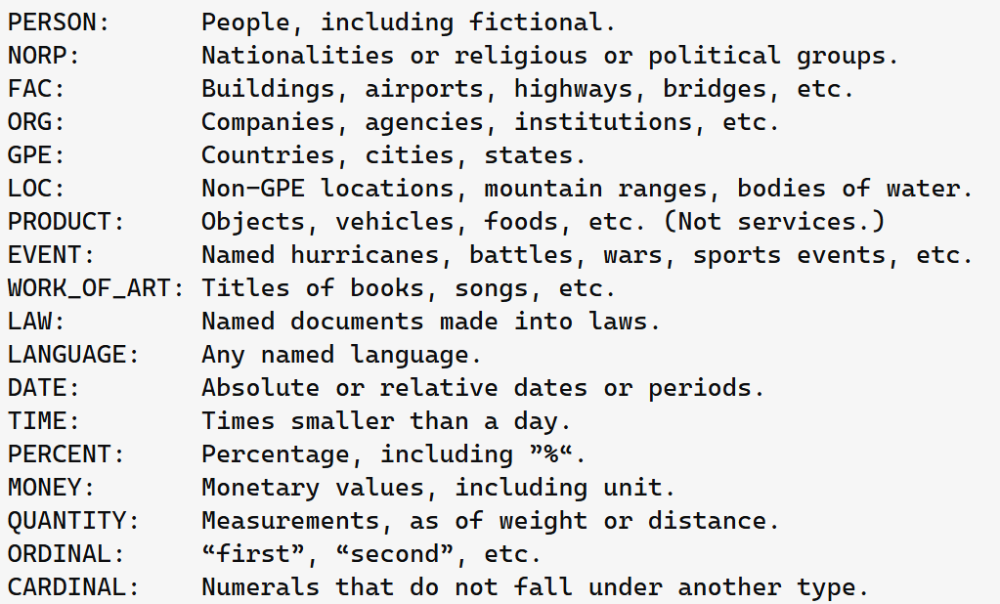 PERSON: People, including fictional.
NORP: Nationalities or religious or political groups.
FAC: Buildings, airports, highways, bridges, etc.
ORG: Companies, agencies, institutions, etc.
GPE: Countries, cities, states.
LOC: Non-GPE locations, mountain ranges, bodies of water.
PRODUCT: Objects, vehicles, foods, etc. (Not services.)
EVENT: Named hurricanes, battles, wars, sports events, etc.
WORK_OF_ART: Titles of books, songs, etc.
LAW: Named documents made into laws.
LANGUAGE: Any named language.
DATE: Absolute or relative dates or periods.
TIME: Times smaller than a day.
PERCENT: Percentage, including ”%“.
MONEY: Monetary values, including unit.
QUANTITY: Measurements, as of weight or distance.
ORDINAL: “first”, “second”, etc.
CARDINAL: Numerals that do not fall under another type.